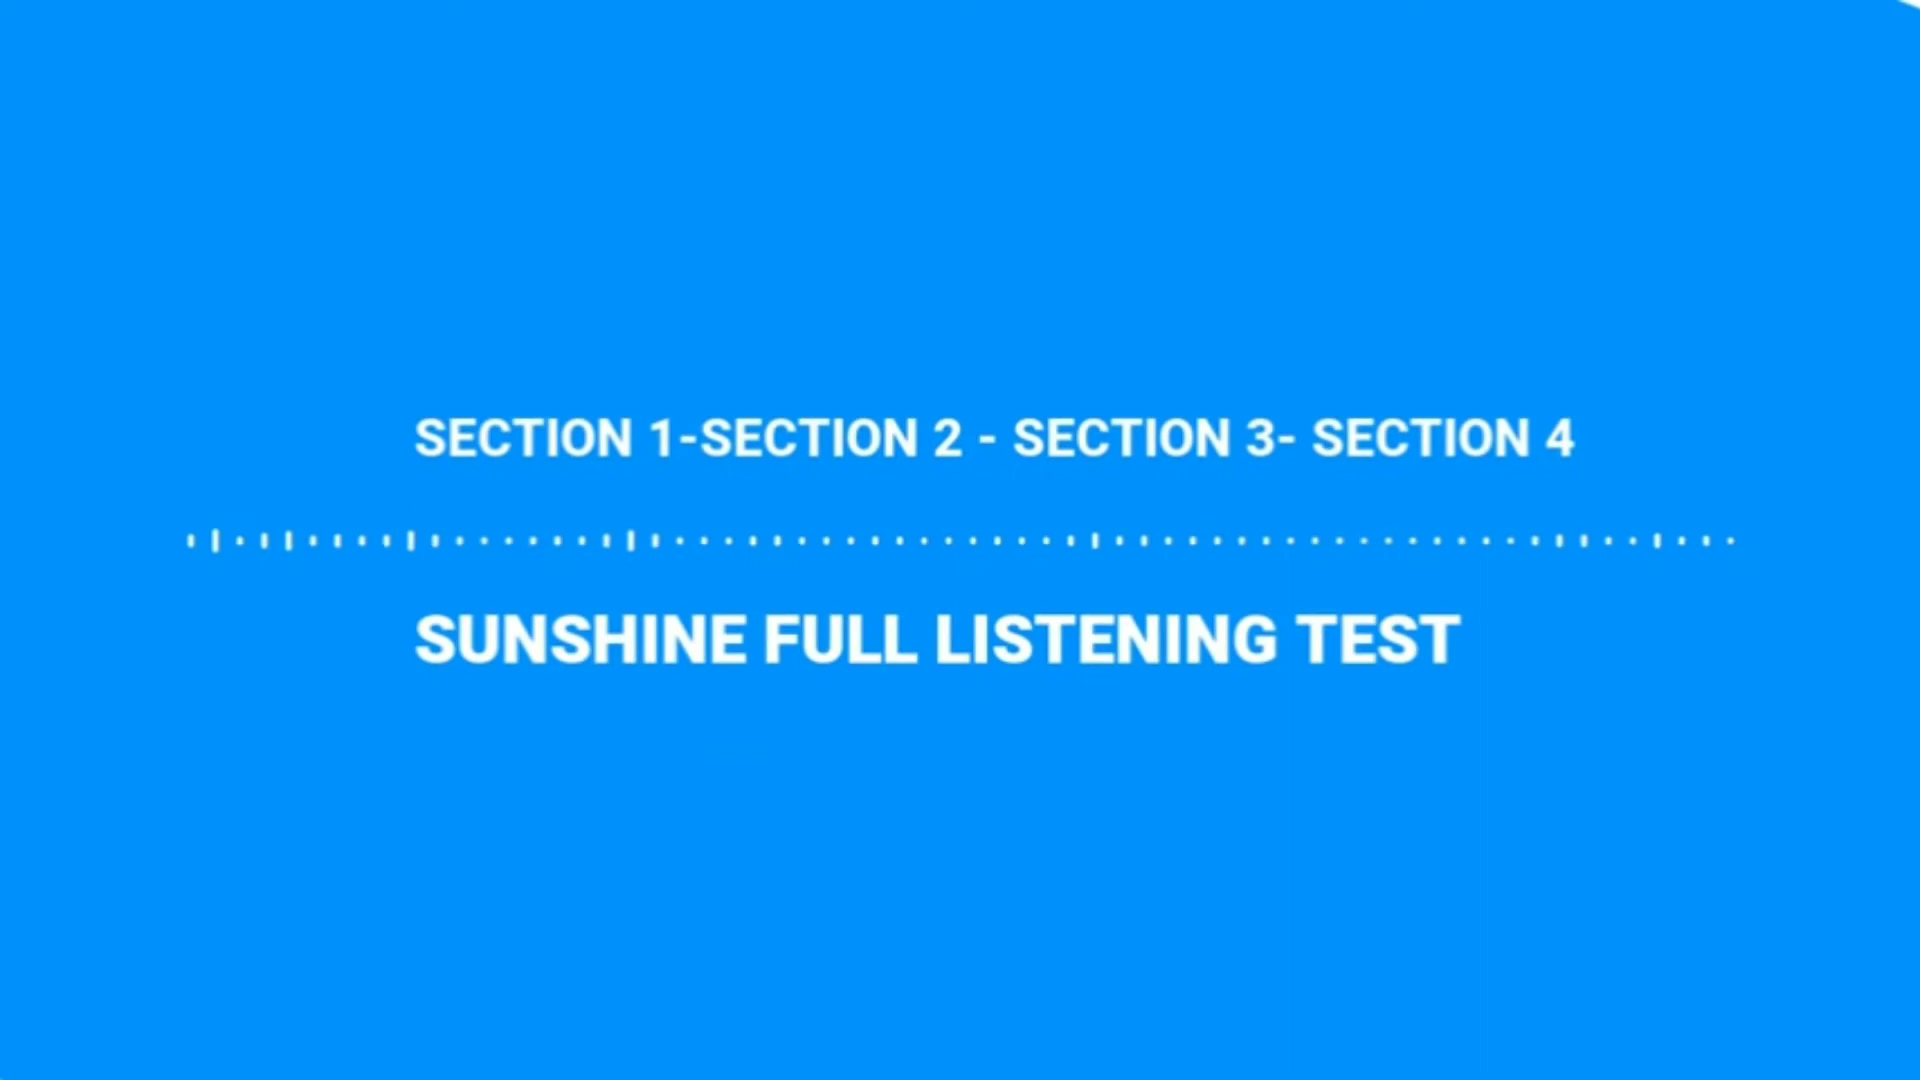 SECTION 1-SECTION 2 - SECTION 3- SECTION 4
SUNSHINE FULL LISTENING TEST